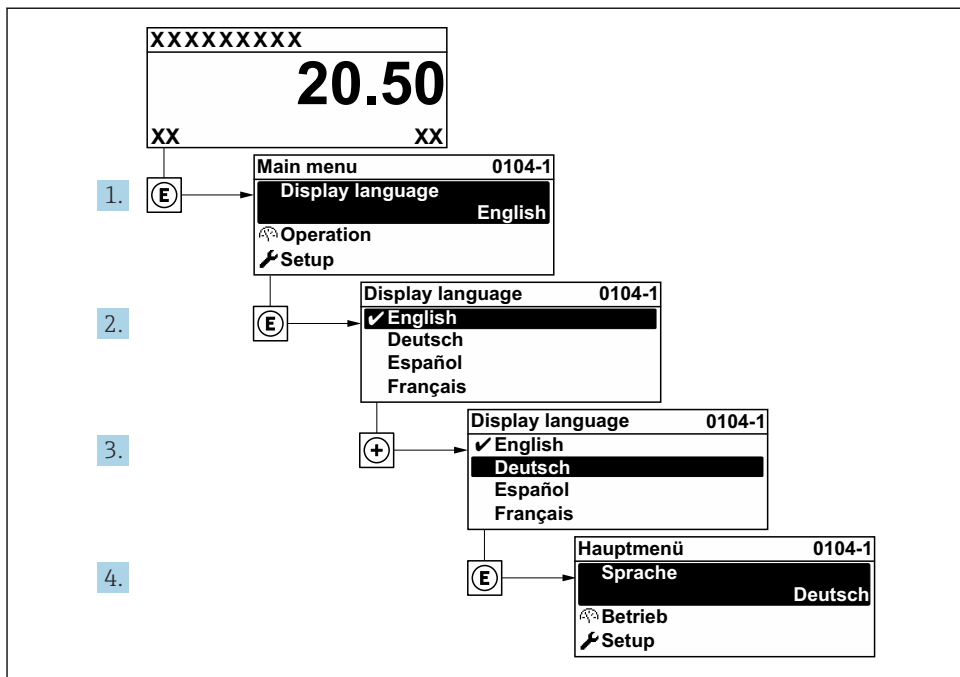 XXXXXXXXX
20.50
XX XX
1. E
Main menu 0104-1
Display language
English
Operation
Setup
2. E
Display language 0104-1
✔English
Deutsch
Español
Français
3. +
Display language 0104-1
✔English
Deutsch
Español
Français
4. E
Hauptmenü 0104-1
Sprache
Deutsch
Betrieb
Setup